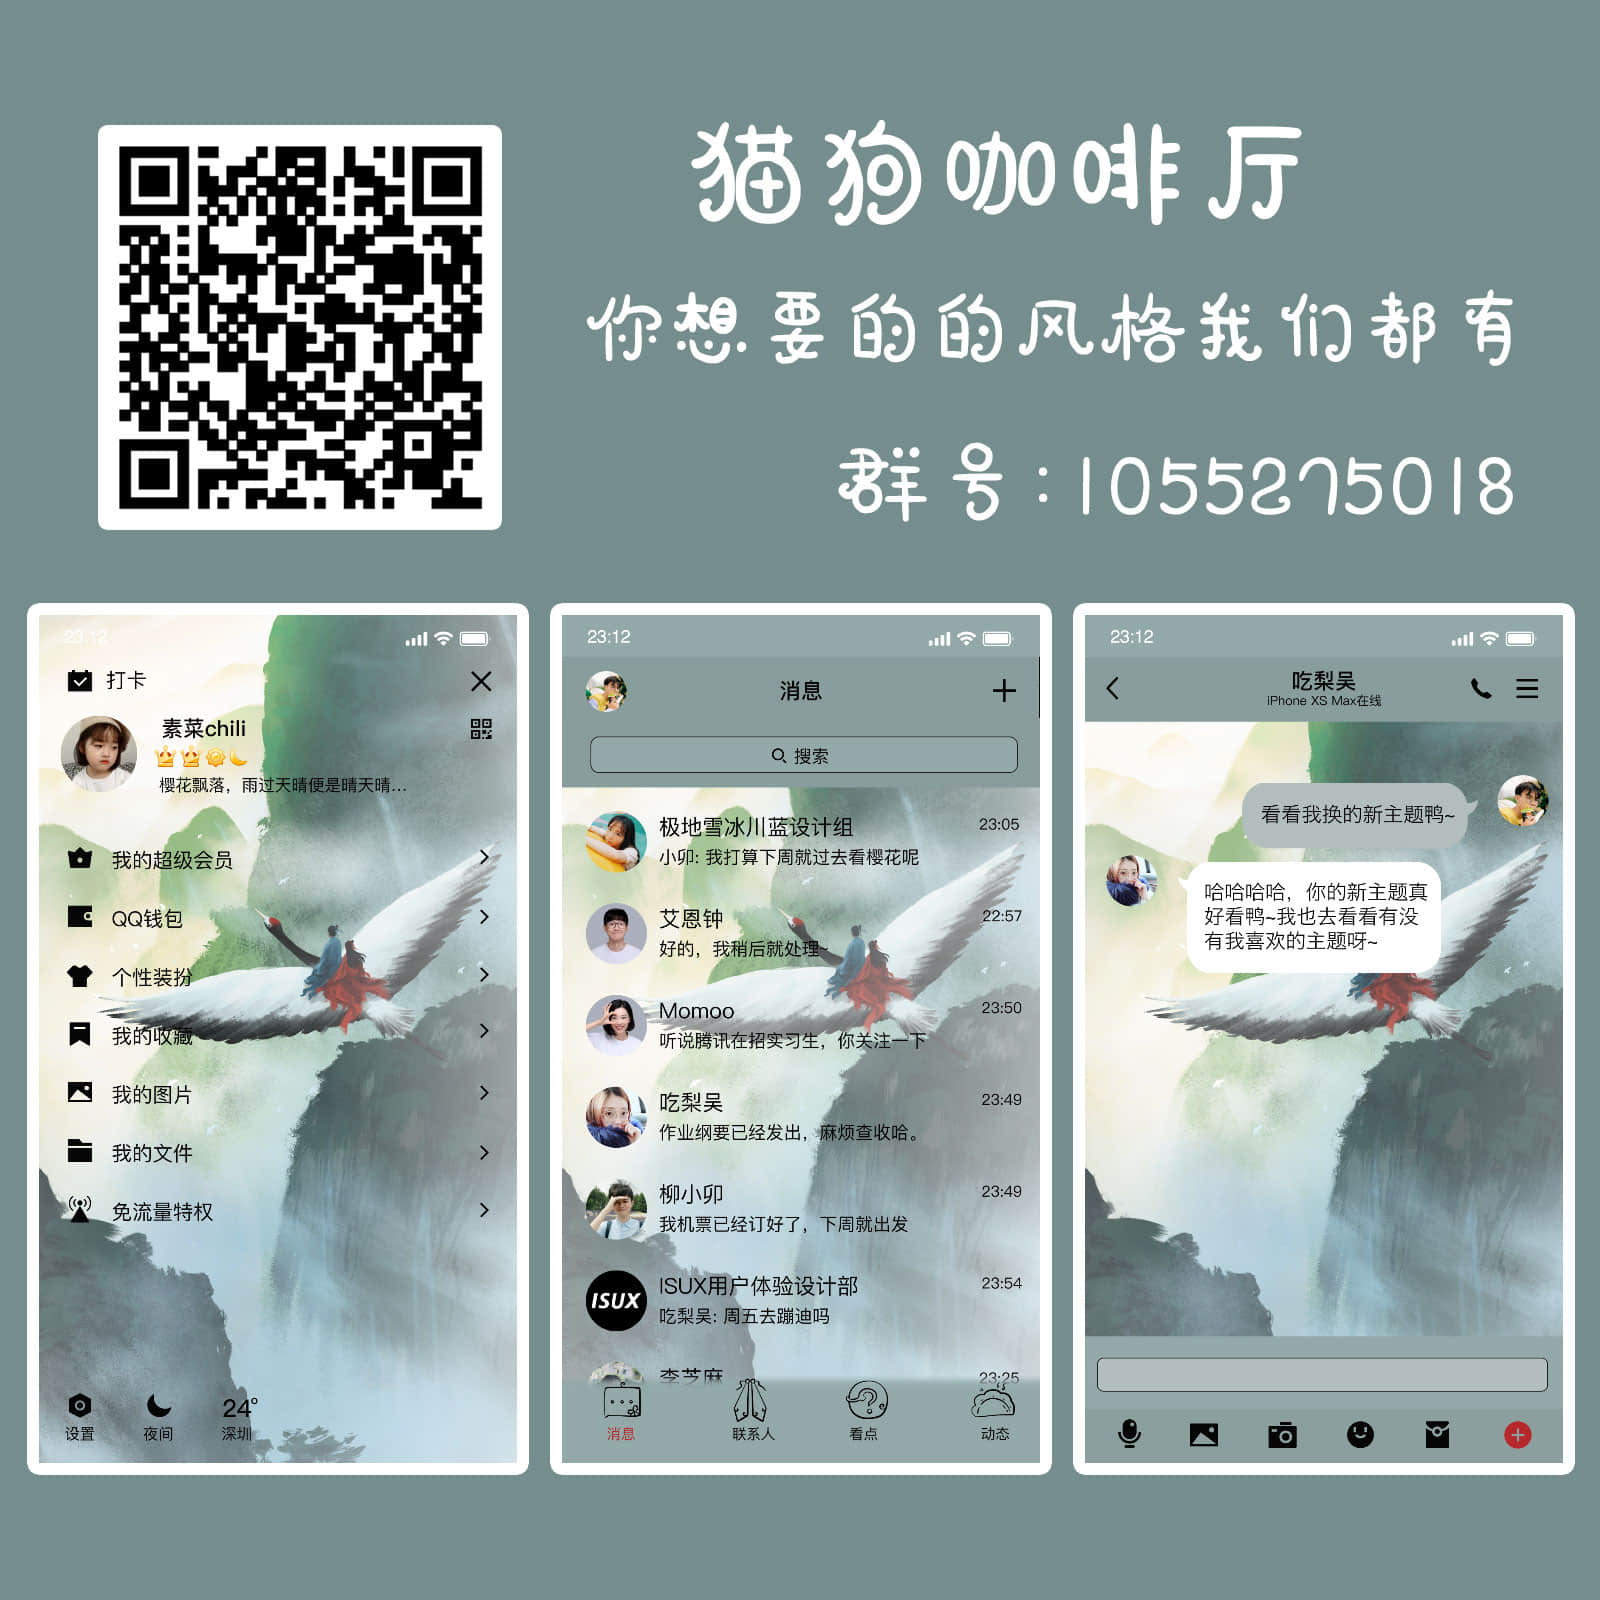 猫狗咖啡厅
你想要的的风格我们都有
群号:1055275018
23:12
打卡
素菜chili
樱花飘落，雨过天晴便是晴天晴...
我的超级会员
QQ钱包
个性装扮
我的收藏
我的图片
我的文件
免流量特权
24°
设置
夜间
深圳
23:12
消息
搜索
极地雪冰川蓝设计组
23:05
小卯: 我打算下周就过去看樱花呢
艾恩钟
22:57
好的，我稍后就处理~
Momoo
23:50
听说腾讯在招实习生，你关注一下
吃梨吴
23:49
作业纲要已经发出，麻烦查收哈。
柳小卯
23:49
我机票已经订好了，下周就出发
ISUX
ISUX用户体验设计部
23:54
吃梨吴: 周五去蹦迪吗
李芝麻
23:25
消息
联系人
看点
动态
23:12
吃梨吴
iPhone XS Max在线
看看我换的新主题鸭~
哈哈哈哈，你的新主题真
好看鸭~我也去看看有没
有我喜欢的主题呀~